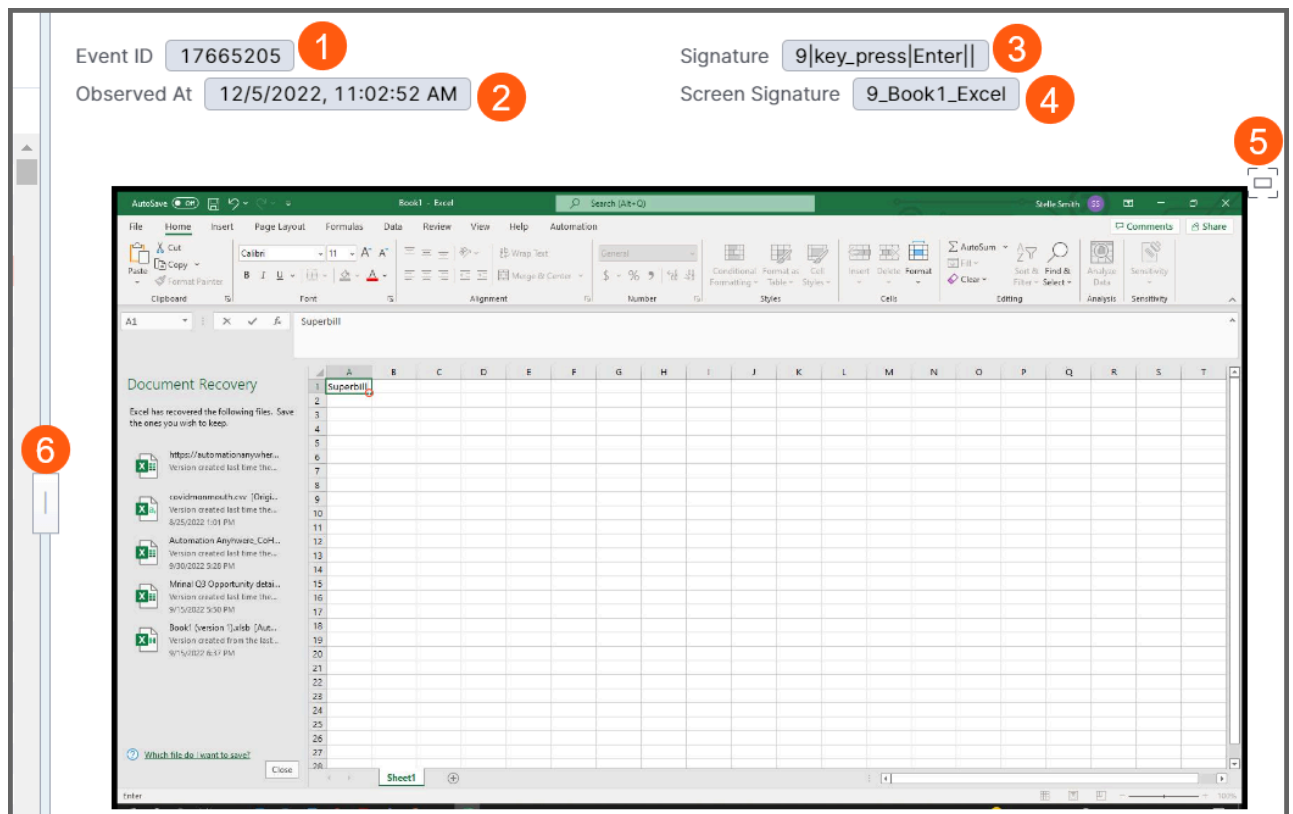 Event ID 17665205 1 Signature 9|key_press|Enter|| 3
Observed At 12/5/2022, 11:02:52 AM 2 Screen Signature 9_Book1_Excel 4
5
AutoSave Off Book1 - Excel Search (Alt+Q) Stelle Smith SS
File Home Insert Page Layout Formulas Data Review View Help Automation Comments Share
Cut Calibri 11 A^ Aˇ Wrap Text General AutoSum
Copy Fill
Paste Format Painter B I U A Merge & Center $ % 9 Conditional Formatting Format as Table Cell Styles Insert Delete Format Clear Sort & Filter Find & Select Analyze Data Sensitivity
Clipboard Font Alignment Number Styles Cells Editing Analysis Sensitivity
A1 fx Superbill
A B C D E F G H I J K L M N O P Q R S T
Document Recovery
1 Superbill
2
Excel has recovered the following files. Save
the ones you wish to keep.
3
4
5
6
https://automationanywher...
6
Version created last time the...
7
8
covidmonmouth.csv [Origi...
9
Version created last time the...
10
8/25/2022 1:01 PM
11
Automation Anywhere_CoH...
12
Version created last time the...
13
9/30/2022 5:28 PM
14
Mrinal Q3 Opportunity detai...
15
Version created last time the...
16
9/15/2022 5:50 PM
17
Book1 (version 1).xlsb [Aut...
18
Version created from the last...
19
9/15/2022 6:37 PM
20
21
22
23
24
25
26
Which file do I want to save?
27
Close
28
Sheet1
Enter 100%